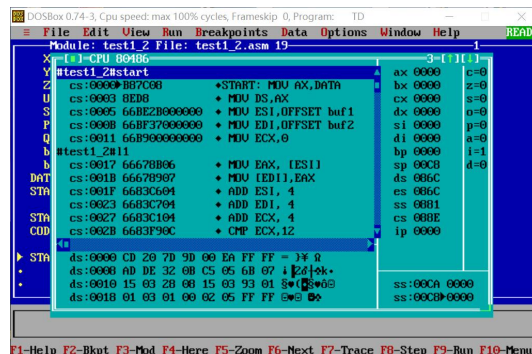 DOSBox 0.74-3, Cpu speed: max 100% cycles, Frameskip 0, Program: TD
≡ File Edit View Run Breakpoints Data Options Window Help READ
Module: test1_2 File: test1_2.asm 19 1
[■]=CPU 80486 3=[↑][↓]
#test1_2#start
cs:0000▶B87C08 ◆START: MOV AX,DATA
cs:0003 8ED8 ◆ MOV DS,AX
cs:0005 66BE2B000000 ◆ MOV ESI,OFFSET buf1
cs:000B 66BF37000000 ◆ MOV EDI,OFFSET buf2
cs:0011 66B900000000 ◆ MOV ECX,0
#test1_2#l1
cs:0017 66678B06 ◆ MOV EAX, [ESI]
cs:001B 66678907 ◆ MOV [EDI],EAX
cs:001F 6683C604 ◆ ADD ESI, 4
cs:0023 6683C704 ◆ ADD EDI, 4
cs:0027 6683C104 ◆ ADD ECX, 4
cs:002B 6683F90C ◆ CMP ECX,12
ax 0000 c=0
bx 0000 z=0
cx 0000 s=0
dx 0000 o=0
si 0000 p=0
di 0000 a=0
bp 0000 i=1
sp 00C8 d=0
ds 086C
es 086C
ss 0881
cs 088E
ip 0000
ds:0000 CD 20 7D 9D 00 EA FF FF
ds:0008 AD DE 32 0B C5 05 6B 07
ds:0010 15 03 28 08 15 03 93 01
ds:0018 01 03 01 00 02 05 FF FF
ss:00CA 0000
ss:00C8▶0000
X
Y
Z
U
S
P
Q
b
b
DAT
STA
STA
COD
STA
F1-Help F2-Bkpt F3-Mod F4-Here F5-Zoom F6-Next F7-Trace F8-Step F9-Run F10-Menu